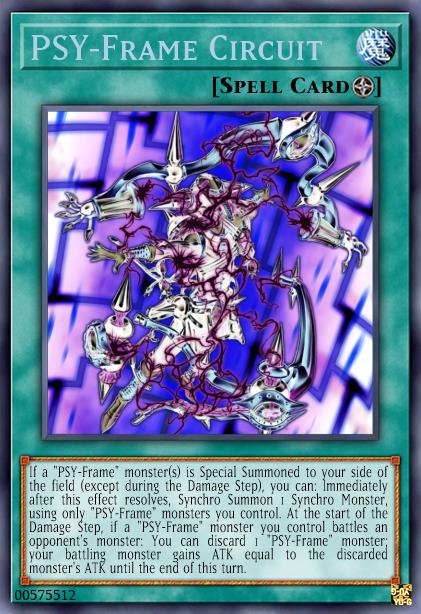 PSY-FRAME CIRCUIT
[SPELL CARD]
If a "PSY-Frame" monster(s) is Special Summoned to your side of
the field (except during the Damage Step), you can: Immediately
after this effect resolves, Synchro Summon 1 Synchro Monster,
using only "PSY-Frame" monsters you control. At the start of the
Damage Step, if a "PSY-Frame" monster you control battles an
opponent's monster: You can discard 1 "PSY-Frame" monster;
your battling monster gains ATK equal to the discarded
monster's ATK until the end of this turn.
00575512